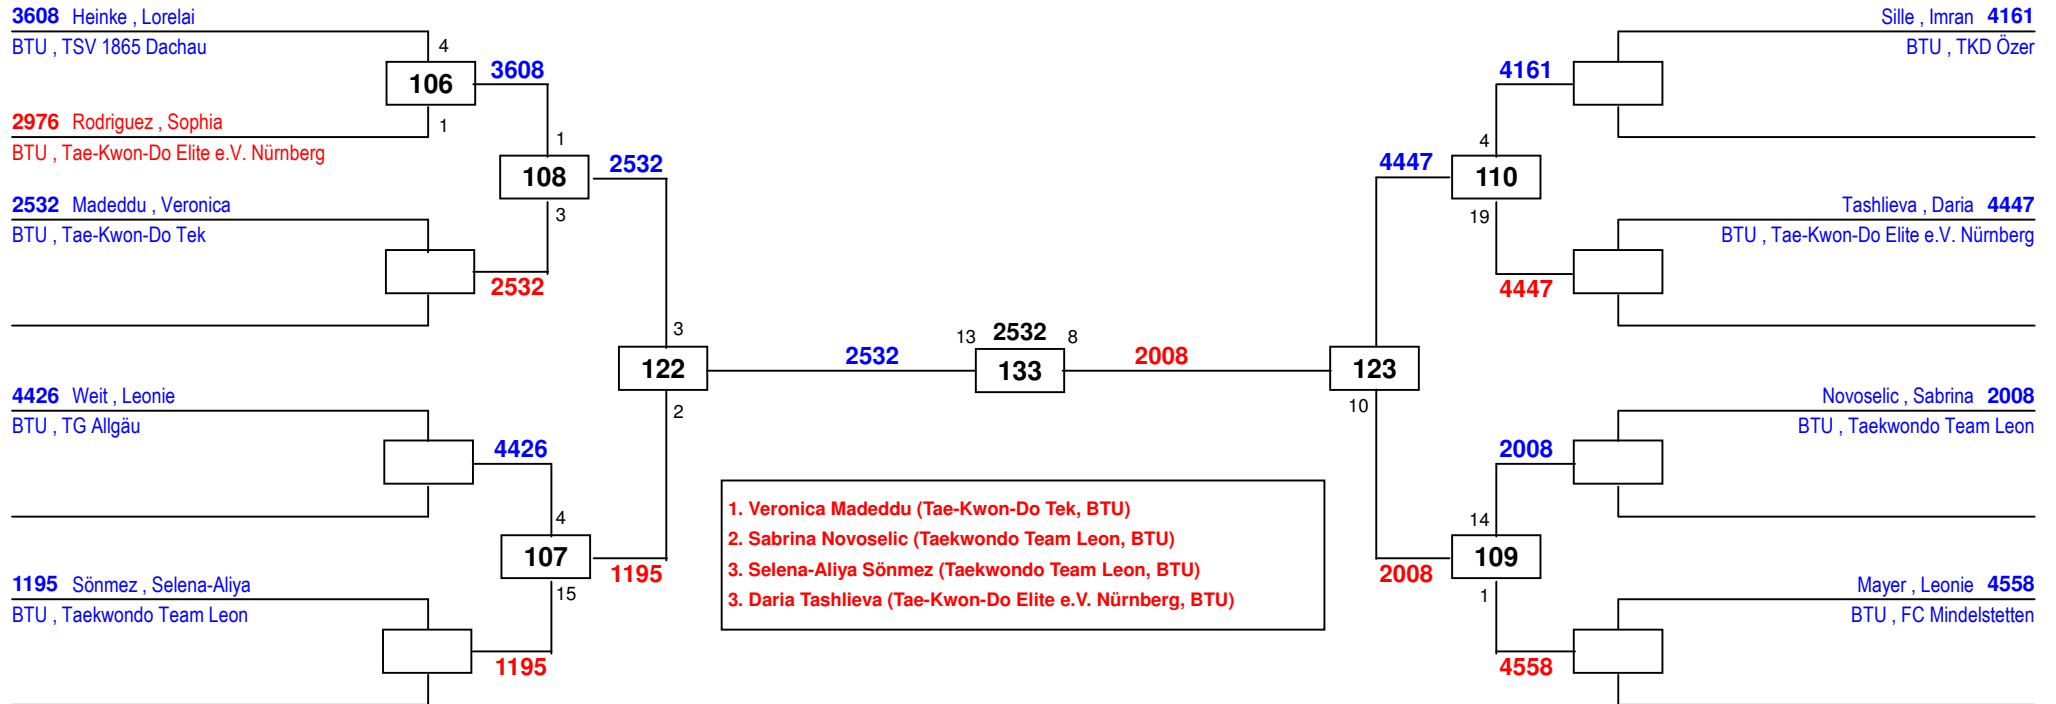 3608 Heinke , Lorelai
BTU , TSV 1865 Dachau
4
106
3608
2976 Rodriguez , Sophia
1
BTU , Tae-Kwon-Do Elite e.V. Nürnberg
1
108
2532
2532 Madeddu , Veronica
3
BTU , Tae-Kwon-Do Tek
2532
3
122
2532
2
4426 Weit , Leonie
BTU , TG Allgäu
4426
4
107
1195
15
1195 Sönmez , Selena-Aliya
BTU , Taekwondo Team Leon
1195
13 2532 8
133
2008
1. Veronica Madeddu (Tae-Kwon-Do Tek, BTU)
2. Sabrina Novoselic (Taekwondo Team Leon, BTU)
3. Selena-Aliya Sönmez (Taekwondo Team Leon, BTU)
3. Daria Tashlieva (Tae-Kwon-Do Elite e.V. Nürnberg, BTU)
Sille , Imran 4161
BTU , TKD Özer
4161
4
4447
110
19
Tashlieva , Daria 4447
BTU , Tae-Kwon-Do Elite e.V. Nürnberg
4447
123
10
Novoselic , Sabrina 2008
BTU , Taekwondo Team Leon
2008
14
109
2008
1
Mayer , Leonie 4558
BTU , FC Mindelstetten
4558